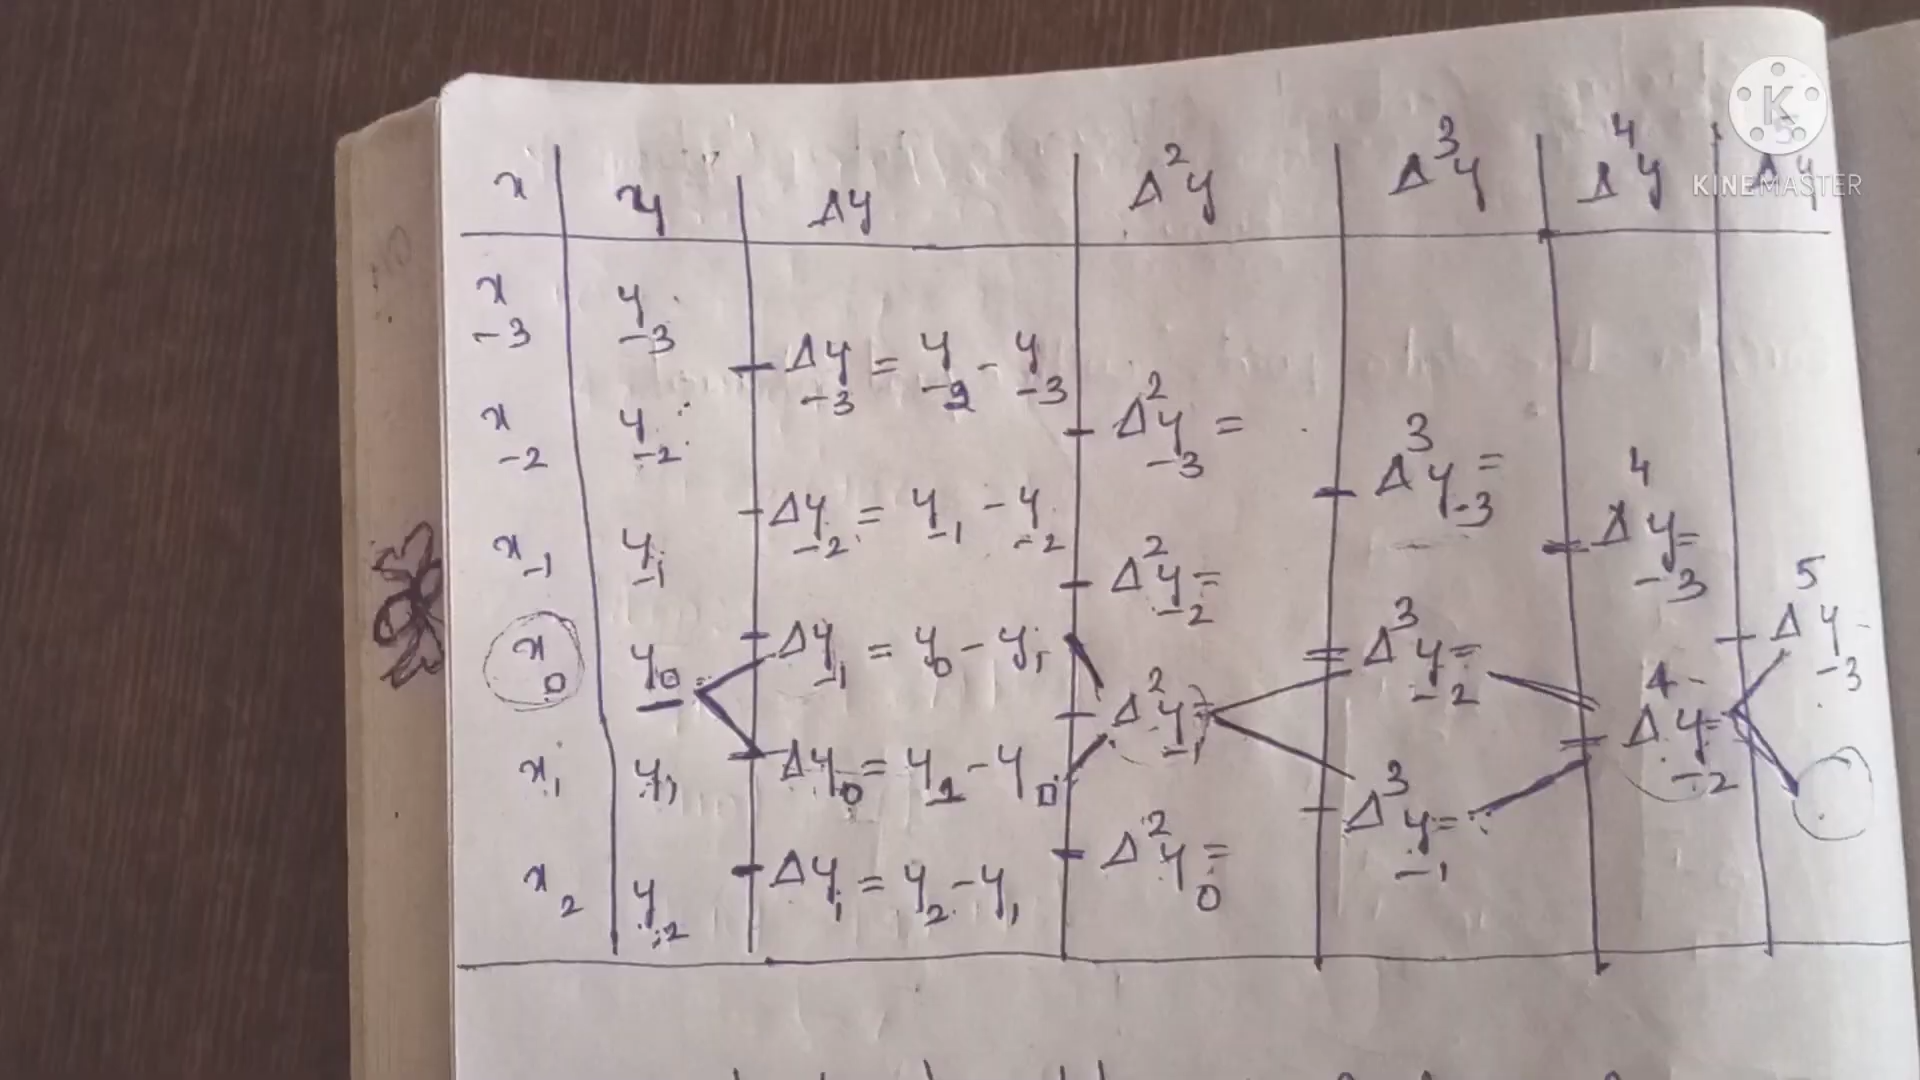 x y Δy Δ²y Δ³y Δ⁴y Δ⁵y
x₋₃ y₋₃
Δy₋₃ = y₋₂ - y₋₃
x₋₂ y₋₂ Δ²y₋₃ =
Δy₋₂ = y₋₁ - y₋₂ Δ³y₋₃ =
x₋₁ y₋₁ Δ²y₋₂ = Δ⁴y₋₃ =
Δy₋₁ = y₀ - y₁ Δ³y₋₂ = Δ⁵y₋₃
x₀ y₀ Δ²y₋₁ = Δ⁴y₋₂ =
Δy₀ = y₁ - y₀ Δ³y₋₁ =
x₁ y₁ Δ²y₀ =
Δy₁ = y₂ - y₁
x₂ y₂
KINEMASTER